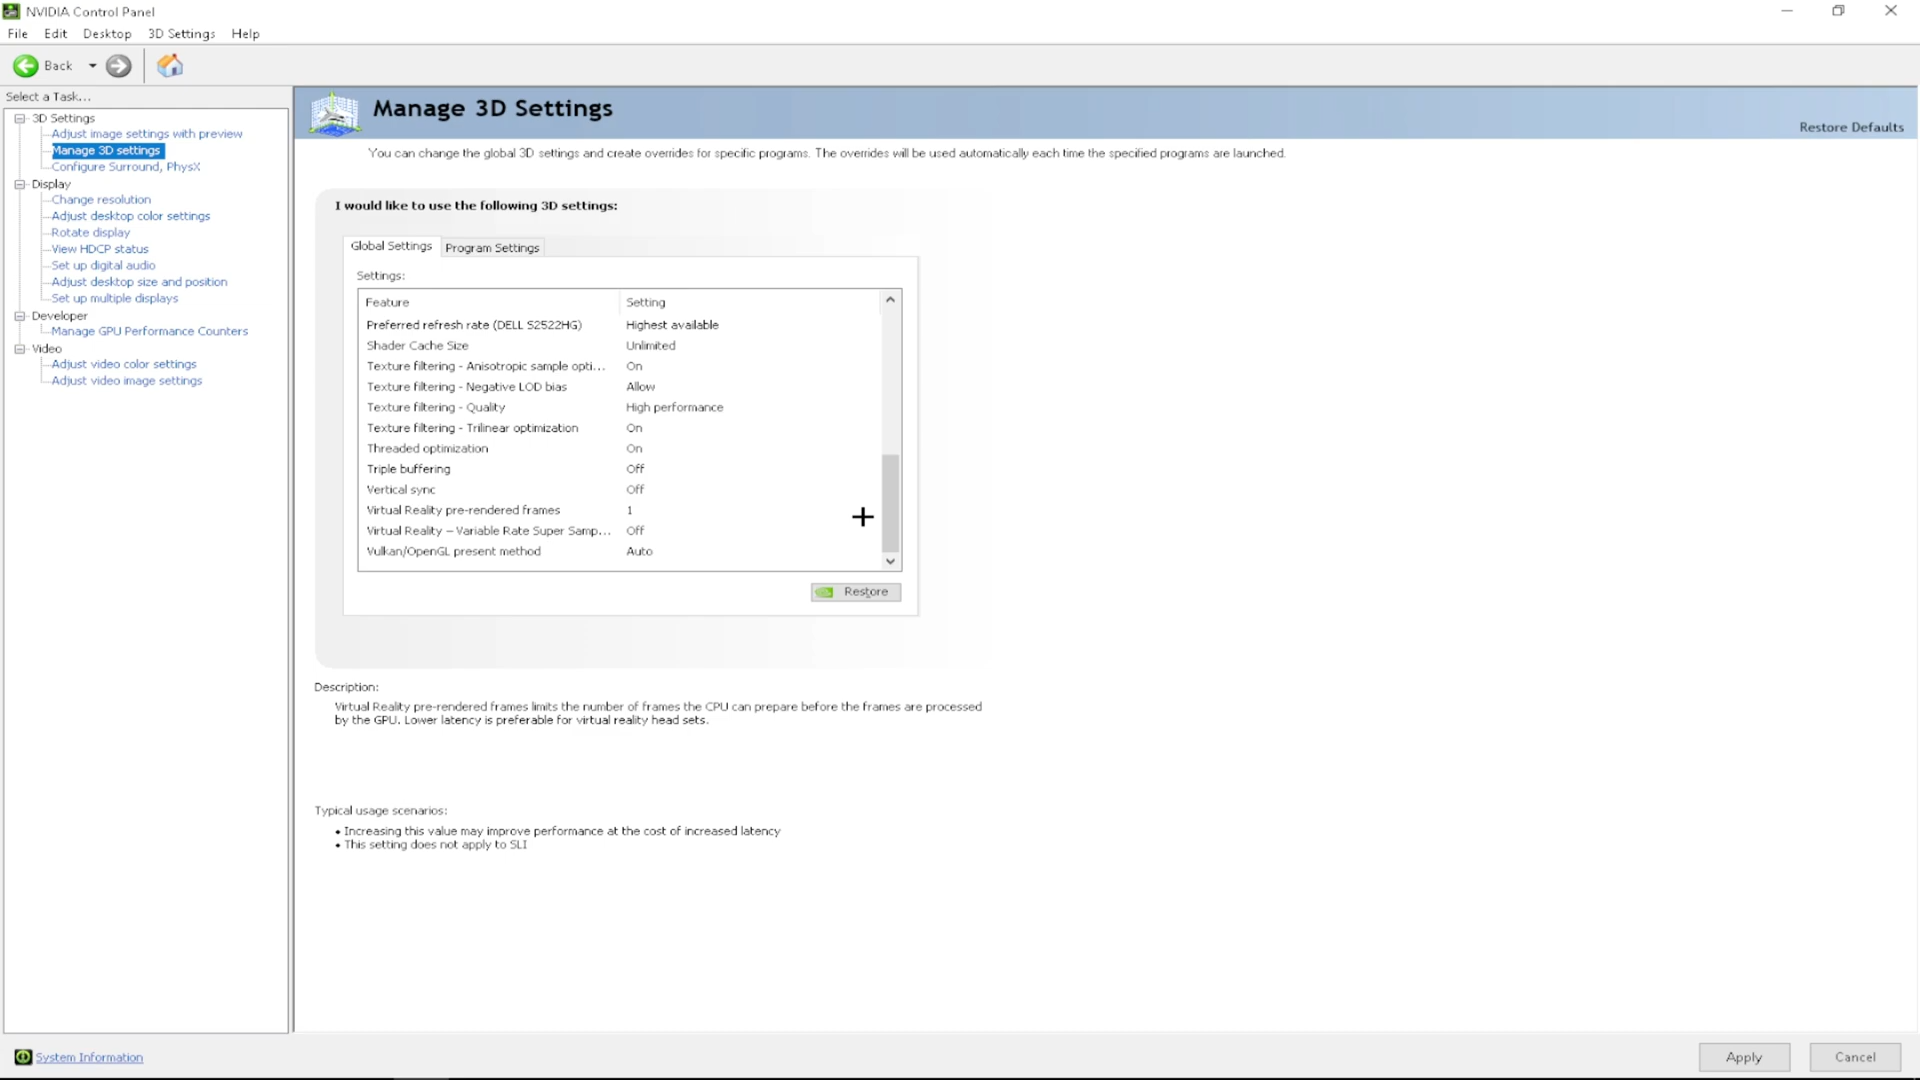 NVIDIA Control Panel
File Edit Desktop 3D Settings Help
Back
Select a Task...
3D Settings
Adjust image settings with preview
Manage 3D settings
Configure Surround, PhysX
Display
Change resolution
Adjust desktop color settings
Rotate display
View HDCP status
Set up digital audio
Adjust desktop size and position
Set up multiple displays
Developer
Manage GPU Performance Counters
Video
Adjust video color settings
Adjust video image settings
Manage 3D Settings
Restore Defaults
You can change the global 3D settings and create overrides for specific programs. The overrides will be used automatically each time the specified programs are launched.
I would like to use the following 3D settings:
Global Settings Program Settings
Settings:
Feature Setting
Preferred refresh rate (DELL S2522HG) Highest available
Shader Cache Size Unlimited
Texture filtering - Anisotropic sample opti... On
Texture filtering - Negative LOD bias Allow
Texture filtering - Quality High performance
Texture filtering - Trilinear optimization On
Threaded optimization On
Triple buffering Off
Vertical sync Off
Virtual Reality pre-rendered frames 1
Virtual Reality – Variable Rate Super Samp... Off
Vulkan/OpenGL present method Auto
Restore
Description:
Virtual Reality pre-rendered frames limits the number of frames the CPU can prepare before the frames are processed
by the GPU. Lower latency is preferable for virtual reality head sets.
Typical usage scenarios:
• Increasing this value may improve performance at the cost of increased latency
• This setting does not apply to SLI
System Information
Apply Cancel